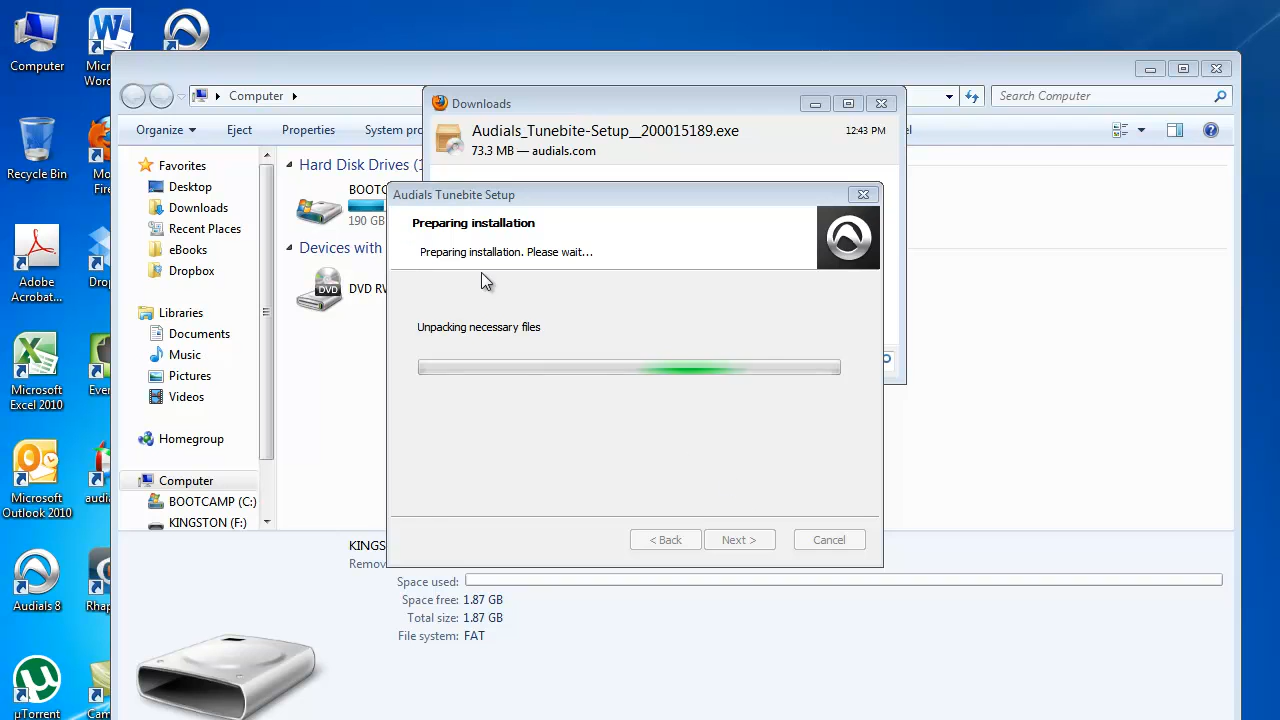 Computer
Micr
Word
Recycle Bin
Mo
Fire
Adobe
Acrobat...
Drop
Microsoft
Excel 2010
Ever
Microsoft
Outlook 2010
audia
Audials 8
Rhap
µTorrent
Cam
Computer
Search Computer
Organize
Eject
Properties
System pro
el
Favorites
Desktop
Downloads
Recent Places
eBooks
Dropbox
Libraries
Documents
Music
Pictures
Videos
Homegroup
Computer
BOOTCAMP (C:)
KINGSTON (F:)
Hard Disk Drives (1
BOOTC
190 GB
Devices with
DVD
DVD RW
Downloads
Audials_Tunebite-Setup__200015189.exe
12:43 PM
73.3 MB — audials.com
Audials Tunebite Setup
Preparing installation
Preparing installation. Please wait...
Unpacking necessary files
< Back
Next >
Cancel
KINGS
Remov
Space used:
Space free: 1.87 GB
Total size: 1.87 GB
File system: FAT